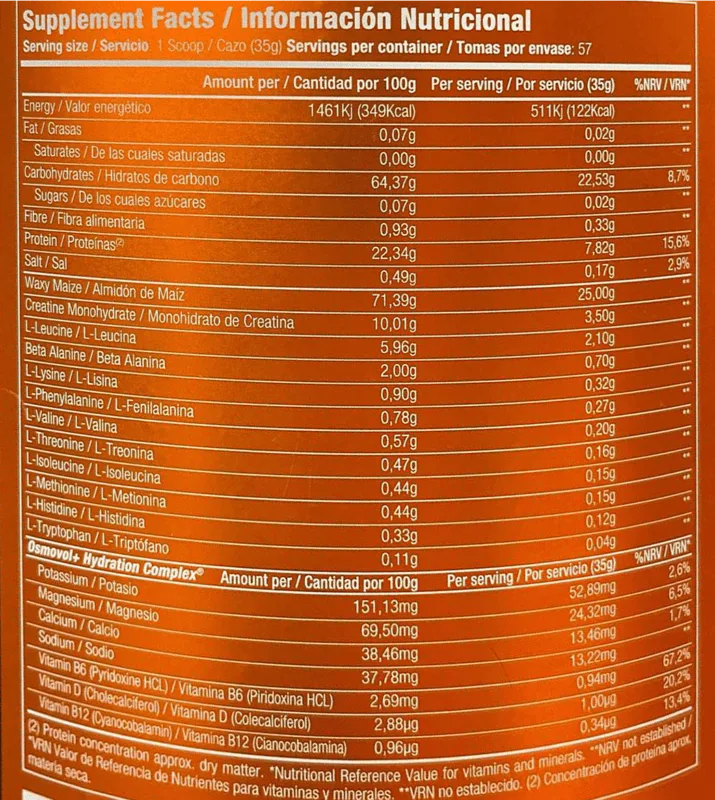 Supplement Facts / Información Nutricional
Serving size / Servicio 1 Scoop / Cazo (35g) Servings per container / Tomas por envase: 57
Amount per / Cantidad por 100g Per serving / Por servicio (35g) %NRV / VRN*
Energy / Valor energético 1461Kj (349Kcal) 511Kj (122Kcal) **
Fat / Grasas 0,07g 0,02g **
Saturates / De las cuales saturadas 0,00g 0,00g **
Carbohydrates / Hidratos de carbono 64,37g 22,53g 8,7%
Sugars / De los cuales azúcares 0,07g 0,02g **
Fibre / Fibra alimentaria 0,93g 0,33g **
Protein / Proteínas(2) 22,34g 7,82g 15,6%
Salt / Sal 0,49g 0,17g 2,9%
Waxy Maize / Almidón de Maíz 71,39g 25,00g **
Creatine Monohydrate / Monohidrato de Creatina 10,01g 3,50g **
L-Leucine / L-Leucina 5,96g 2,10g **
Beta Alanine / Beta Alanina 2,00g 0,70g **
L-Lysine / L-Lisina 0,90g 0,32g **
L-Phenylalanine / L-Fenilalanina 0,78g 0,27g **
L-Valine / L-Valina 0,57g 0,20g **
L-Threonine / L-Treonina 0,47g 0,16g **
L-Isoleucine / L-Isoleucina 0,44g 0,15g **
L-Methionine / L-Metionina 0,44g 0,15g **
L-Histidine / L-Histidina 0,33g 0,12g **
L-Tryptophan / L-Triptófano 0,11g 0,04g **
Osmovol+ Hydration Complex® Amount per / Cantidad por 100g Per serving / Por servicio (35g) %NRV / VRN*
Potassium / Potasio 151,13mg 52,89mg 2,6%
Magnesium / Magnesio 69,50mg 24,32mg 6,5%
Calcium / Calcio 38,46mg 13,46mg 1,7%
Sodium / Sodio 37,78mg 13,22mg **
Vitamin B6 (Pyridoxine HCL) / Vitamina B6 (Piridoxina HCL) 2,69mg 0,94mg 67,2%
Vitamin D (Cholecalciferol) / Vitamina D (Colecalciferol) 2,88µg 1,00µg 20,2%
Vitamin B12 (Cyanocobalamin) / Vitamina B12 (Cianocobalamina) 0,96µg 0,34µg 13,4%
(2) Protein concentration approx. dry matter. *Nutritional Reference Value for vitamins and minerals. **NRV not established /
*VRN Valor de Referencia de Nutrientes para vitaminas y minerales. **VRN no establecido. (2) Concentración de proteína aprox.
materia seca.